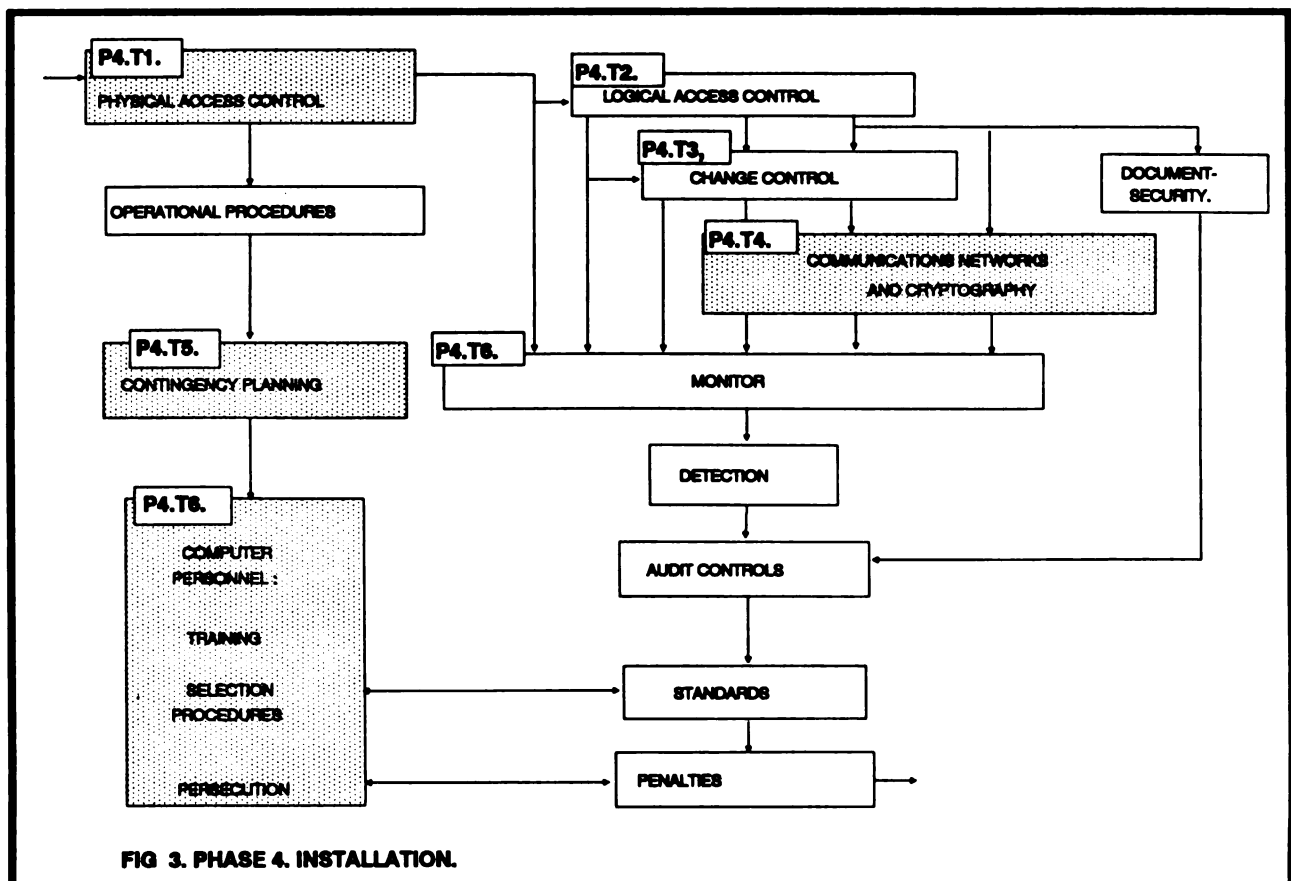 P4.T1.
PHYSICAL ACCESS CONTROL
P4.T2.
LOGICAL ACCESS CONTROL
P4.T3,
CHANGE CONTROL
DOCUMENT-
SECURITY.
OPERATIONAL PROCEDURES
P4.T4.
COMMUNICATIONS NETWORKS
AND CRYPTOGRAPHY
P4.T5.
CONTINGENCY PLANNING
P4.T6.
MONITOR
DETECTION
P4.T6.
COMPUTER
PERSONNEL :
TRAINING
SELECTION
PROCEDURES
PERSECUTION
AUDIT CONTROLS
STANDARDS
PENALTIES
FIG 3. PHASE 4. INSTALLATION.